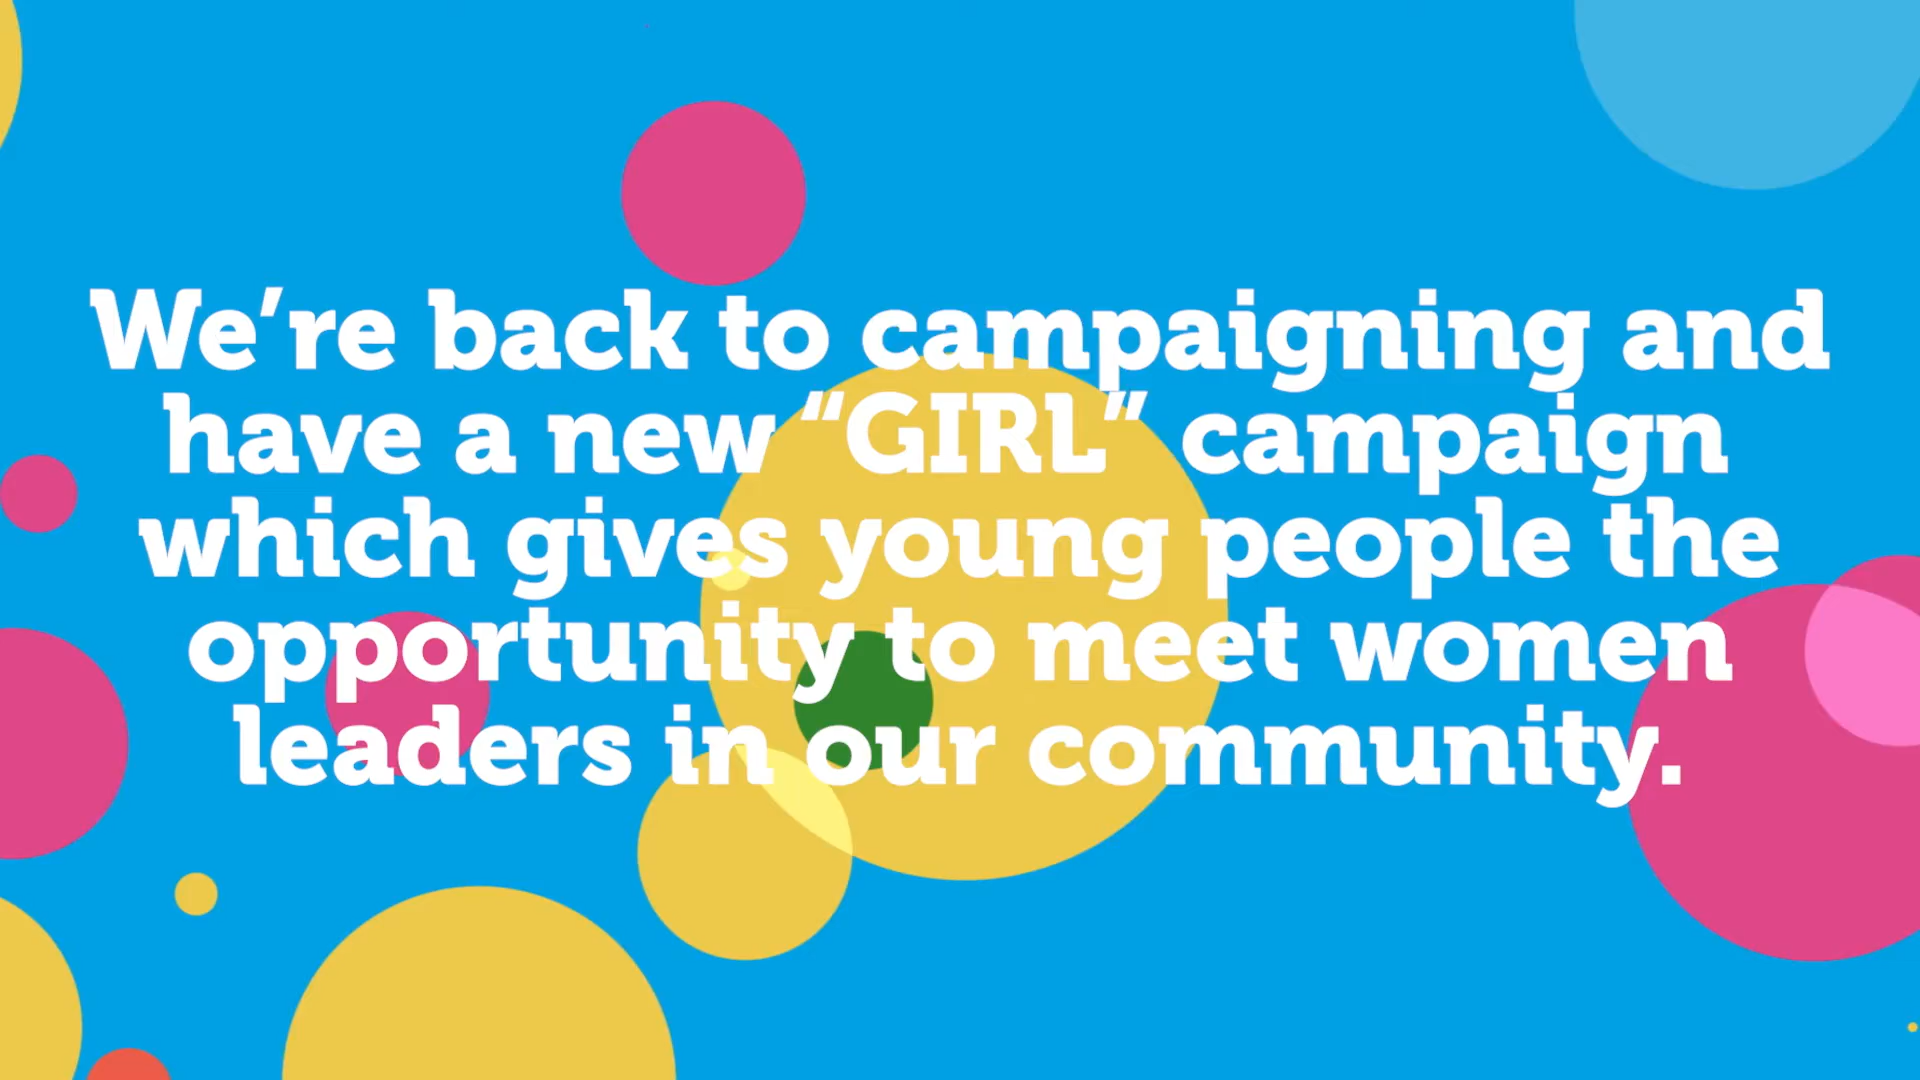 We’re back to campaigning and
have a new “GIRL” campaign
which gives young people the
opportunity to meet women
leaders in our community.